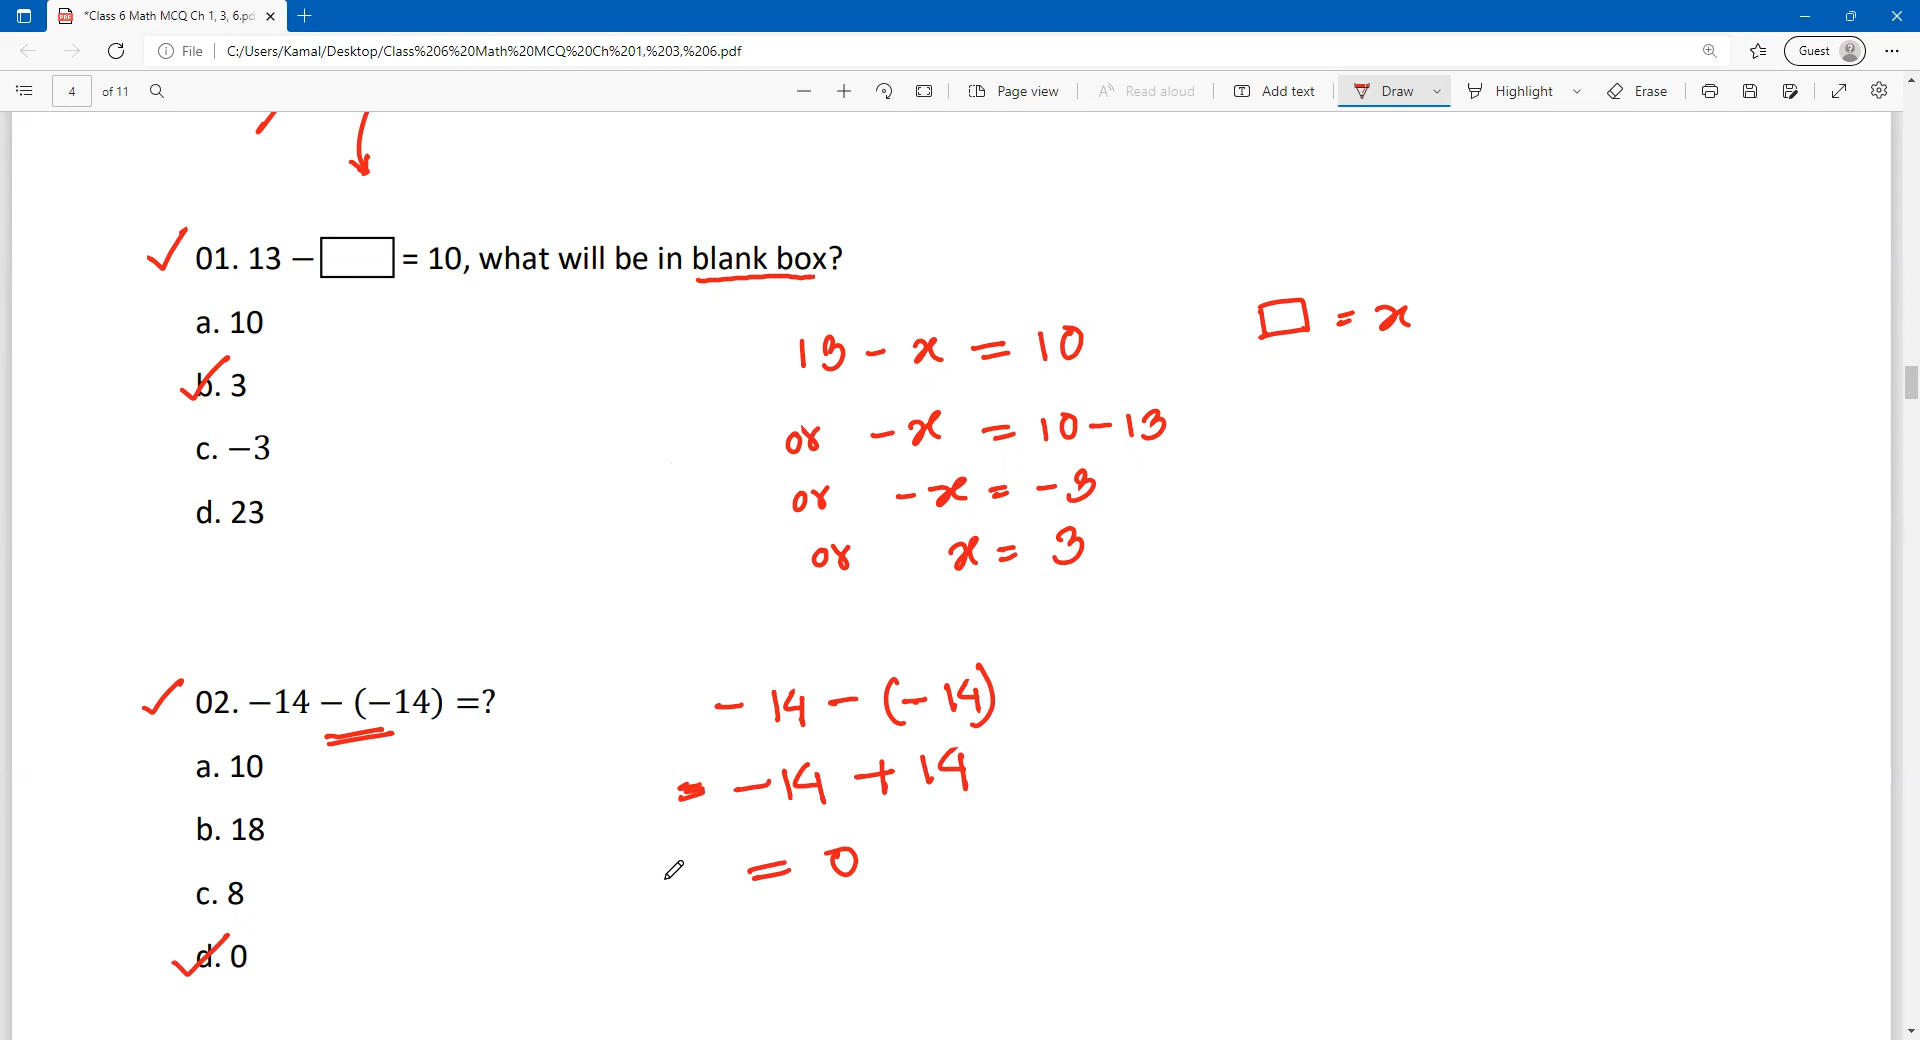 *Class 6 Math MCQ Ch 1, 3, 6.pd
File C:/Users/Kamal/Desktop/Class%206%20Math%20MCQ%20Ch%201,%203,%206.pdf Guest
4 of 11 Page view Read aloud Add text Draw Highlight Erase
01. 13 − = 10, what will be in blank box?
a. 10
b. 3
c. −3
d. 23
□ = x
13 - x = 10
or -x = 10-13
or -x = -3
or x = 3
02. −14 − (−14) =?
a. 10
b. 18
c. 8
d. 0
- 14 - (-14)
= -14 + 14
= 0